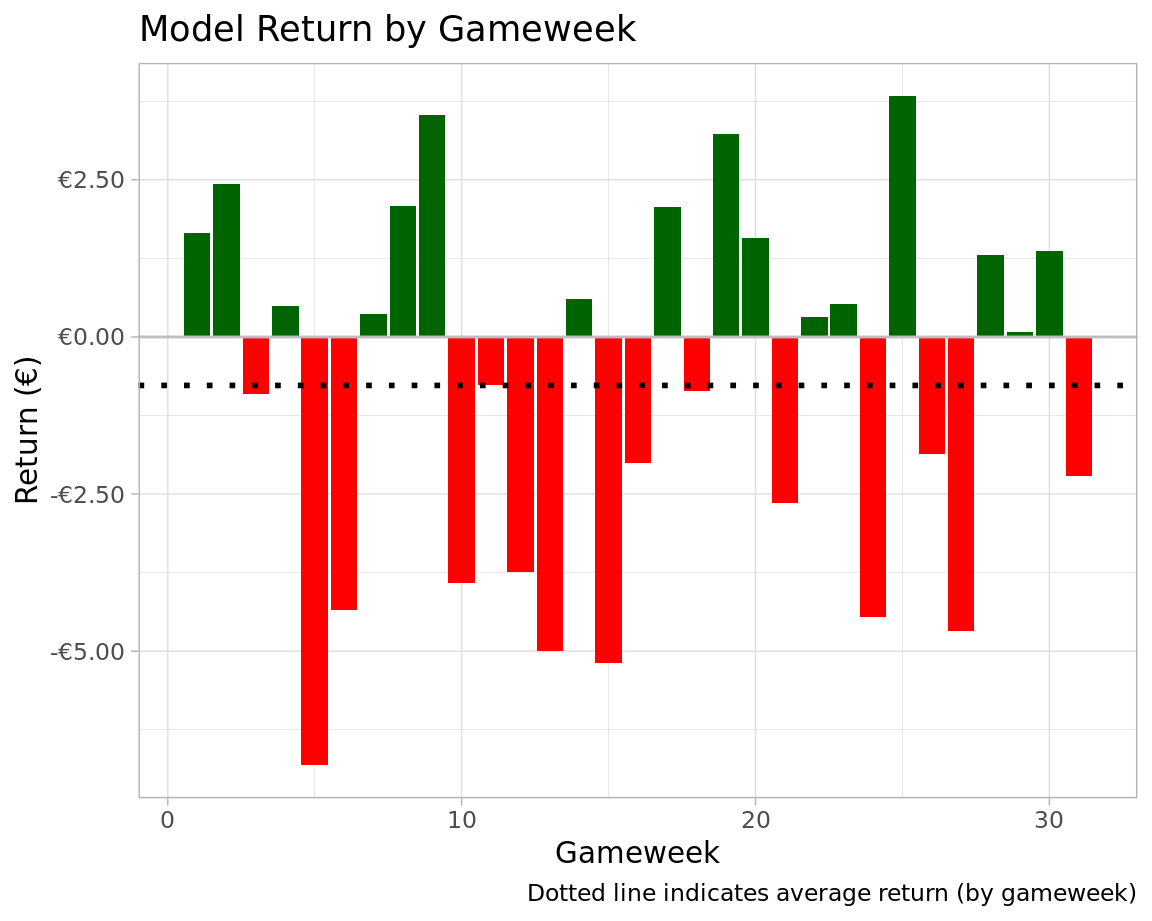 Model Return by Gameweek
Return (€)
€2.50
€0.00
-€2.50
-€5.00
0 10 20 30
Gameweek
Dotted line indicates average return (by gameweek)